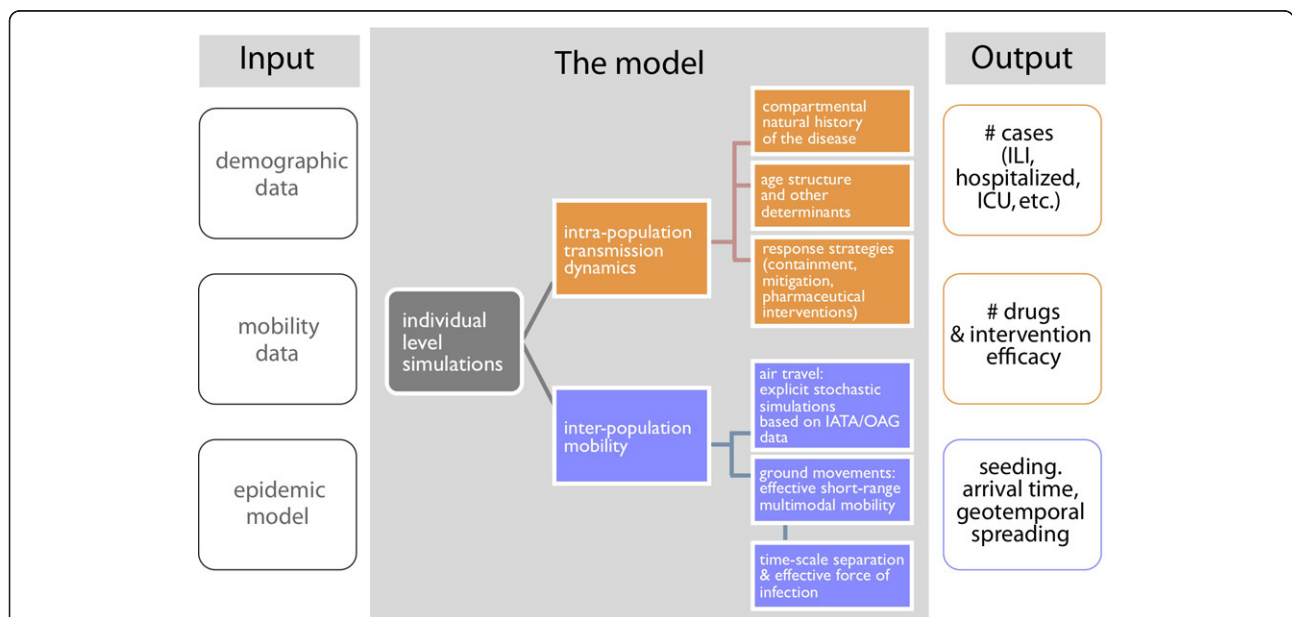 Input
demographic
data
mobility
data
epidemic
model
The model
individual
level
simulations
intra-population
transmission
dynamics
inter-population
mobility
compartmental
natural history
of the disease
age structure
and other
determinants
response strategies
(containment,
mitigation,
pharmaceutical
interventions)
air travel:
explicit stochastic
simulations
based on IATA/OAG
data
ground movements:
effective short-range
multimodal mobility
time-scale separation
& effective force of
infection
Output
# cases
(ILI,
hospitalized,
ICU, etc.)
# drugs
& intervention
efficacy
seeding.
arrival time,
geotemporal
spreading